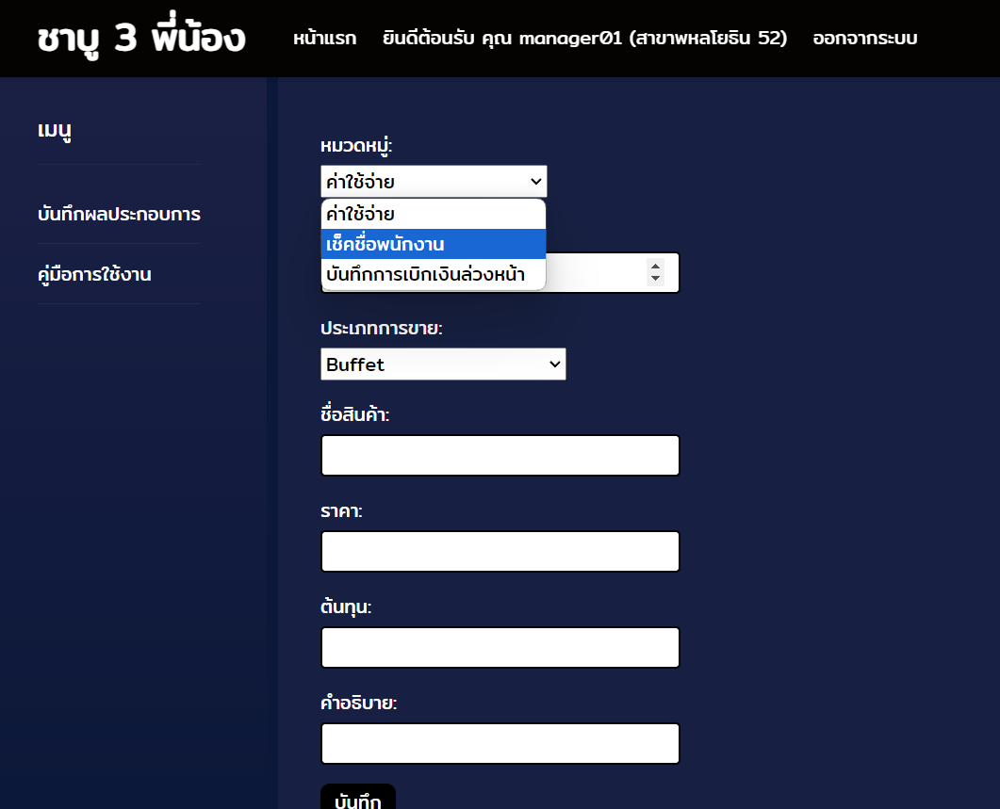 ชาบู 3 พี่น้อง
หน้าแรก ยินดีต้อนรับ คุณ manager01 (สาขาพหลโยธิน 52) ออกจากระบบ
เมนู
บันทึกผลประกอบการ
คู่มือการใช้งาน
หมวดหมู่:
ค่าใช้จ่าย
ค่าใช้จ่าย
เช็คชื่อพนักงาน
บันทึกการเบิกเงินล่วงหน้า
ประเภทการขาย:
Buffet
ชื่อสินค้า:
ราคา:
ต้นทุน:
คำอธิบาย:
บันทึก